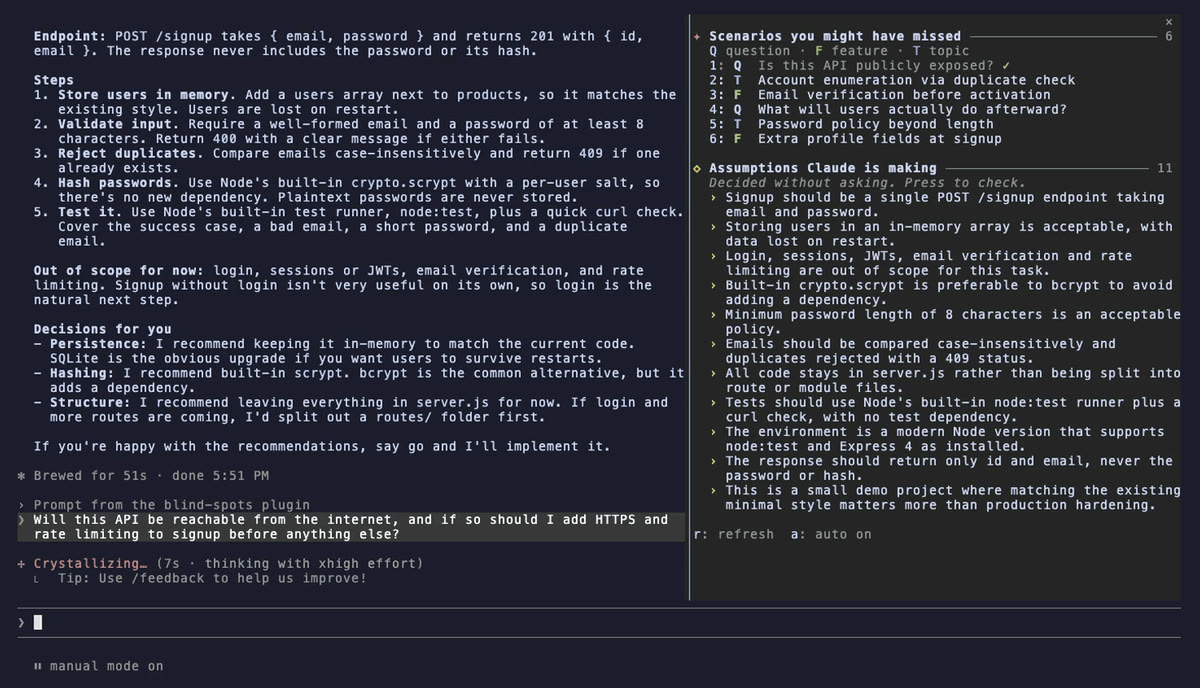 Endpoint: POST /signup takes { email, password } and returns 201 with { id,
email }. The response never includes the password or its hash.
Steps
1. Store users in memory. Add a users array next to products, so it matches the
existing style. Users are lost on restart.
2. Validate input. Require a well-formed email and a password of at least 8
characters. Return 400 with a clear message if either fails.
3. Reject duplicates. Compare emails case-insensitively and return 409 if one
already exists.
4. Hash passwords. Use Node's built-in crypto.scrypt with a per-user salt, so
there's no new dependency. Plaintext passwords are never stored.
5. Test it. Use Node's built-in test runner, node:test, plus a quick curl check.
Cover the success case, a bad email, a short password, and a duplicate
email.
Out of scope for now: login, sessions or JWTs, email verification, and rate
limiting. Signup without login isn't very useful on its own, so login is the
natural next step.
Decisions for you
- Persistence: I recommend keeping it in-memory to match the current code.
SQLite is the obvious upgrade if you want users to survive restarts.
- Hashing: I recommend built-in scrypt. bcrypt is the common alternative, but it
adds a dependency.
- Structure: I recommend leaving everything in server.js for now. If login and
more routes are coming, I'd split out a routes/ folder first.
If you're happy with the recommendations, say go and I'll implement it.
✻ Brewed for 51s · done 5:51 PM
› Prompt from the blind-spots plugin
❯ Will this API be reachable from the internet, and if so should I add HTTPS and
rate limiting to signup before anything else?
✢ Crystallizing… (7s · thinking with xhigh effort)
└ Tip: Use /feedback to help us improve!
❯
⏸ manual mode on
×
✦ Scenarios you might have missed 6
Q question · F feature · T topic
1: Q Is this API publicly exposed? ✓
2: T Account enumeration via duplicate check
3: F Email verification before activation
4: Q What will users actually do afterward?
5: T Password policy beyond length
6: F Extra profile fields at signup
◇ Assumptions Claude is making 11
Decided without asking. Press to check.
› Signup should be a single POST /signup endpoint taking
email and password.
› Storing users in an in-memory array is acceptable, with
data lost on restart.
› Login, sessions, JWTs, email verification and rate
limiting are out of scope for this task.
› Built-in crypto.scrypt is preferable to bcrypt to avoid
adding a dependency.
› Minimum password length of 8 characters is an acceptable
policy.
› Emails should be compared case-insensitively and
duplicates rejected with a 409 status.
› All code stays in server.js rather than being split into
route or module files.
› Tests should use Node's built-in node:test runner plus a
curl check, with no test dependency.
› The environment is a modern Node version that supports
node:test and Express 4 as installed.
› The response should return only id and email, never the
password or hash.
› This is a small demo project where matching the existing
minimal style matters more than production hardening.
r: refresh a: auto on